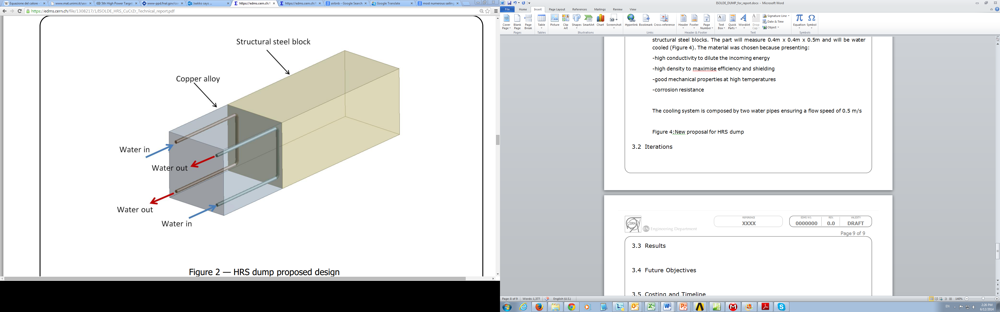 Equazione del calore -
www.mat.unimi.it/user
5th High Power Target
www-ppd.fnal.gov/co
Jaakko says ...
https://edms.cern.ch/f
https://edms.cern.ch/f
airbnb - Google Search
Google Translate
most numerous sailing
https://edms.cern.ch/file/1308217/1/ISOLDE_HRS_CuCrZr_Technical_report.pdf
Structural steel block
Copper alloy
Water in
Water out
Water out
Water in
Figure 2 — HRS dump proposed design
ISOLDE_DUMP_for_report.docx - Microsoft Word
File Home Insert Page Layout References Mailings Review View
Cover Page
Blank Page
Page Break
Table
Picture
Clip Art
Shapes
SmartArt
Chart
Screenshot
Hyperlink
Bookmark
Cross-reference
Header
Footer
Page Number
Text Box
Quick Parts
WordArt
Drop Cap
Signature Line
Date & Time
Object
Equation
Symbol
Pages Tables Illustrations Links Header & Footer Text Symbols
structural steel blocks. The part will measure 0.4m x 0.4m x 0.5m and will be water
cooled (Figure 4). The material was chosen because presenting:
-high conductivity to dilute the incoming energy
-high density to maximise efficiency and shielding
-good mechanical properties at high temperatures
-corrosion resistance
The cooling system is composed by two water pipes ensuring a flow speed of 0.5 m/s
Figure 4:New proposal for HRS dump
3.2 Iterations
CERN
EN Engineering Department
REFERENCE
XXXX
EDMS NO. REV. VALIDITY
0000000 0.0 DRAFT
Page 9 of 9
3.3 Results
3.4 Future Objectives
3.5 Costing and Timeline
Page: 8 of 9 Words: 1,377 English (U.S.) 140%
EN
2:26 PM
6/12/2014